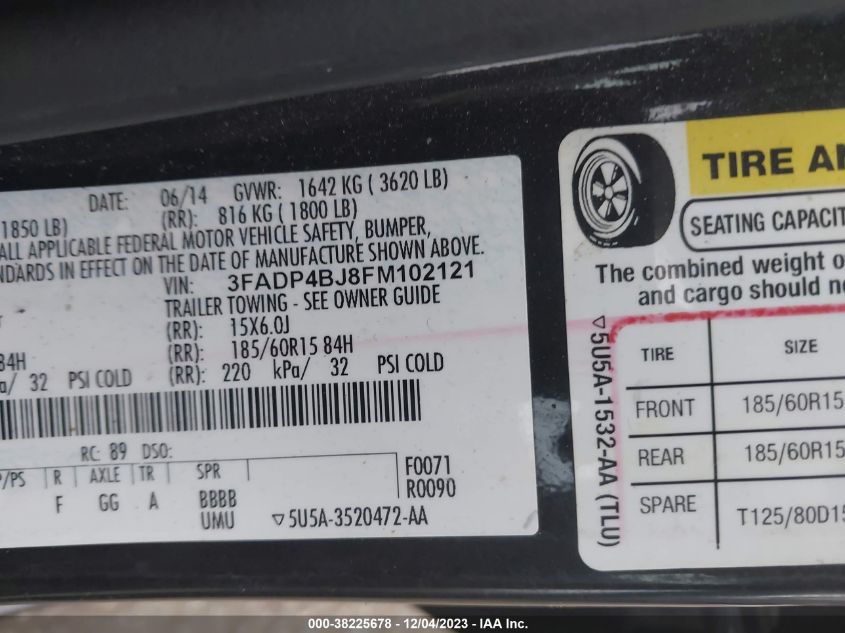 DATE: 06/14 GVWR: 1642 KG ( 3620 LB)
1850 LB) (RR): 816 KG ( 1800 LB)
ALL APPLICABLE FEDERAL MOTOR VEHICLE SAFETY, BUMPER,
NDARDS IN EFFECT ON THE DATE OF MANUFACTURE SHOWN ABOVE.
VIN: 3FADP4BJ8FM102121
TRAILER TOWING - SEE OWNER GUIDE
(RR): 15X6.0J
84H (RR): 185/60R15 84H
a/ 32 PSI COLD (RR): 220 kPa/ 32 PSI COLD
RC: 89 DSO:
P/PS R AXLE TR SPR F0071
F GG A BBBB R0090
UMU ▽5U5A-3520472-AA
TIRE AN
SEATING CAPACIT
The combined weight o
and cargo should ne
▽5U5A-1532-AA (TLU)
TIRE SIZE
FRONT 185/60R15
REAR 185/60R15
SPARE T125/80D15
000-38225678 - 12/04/2023 - IAA Inc.